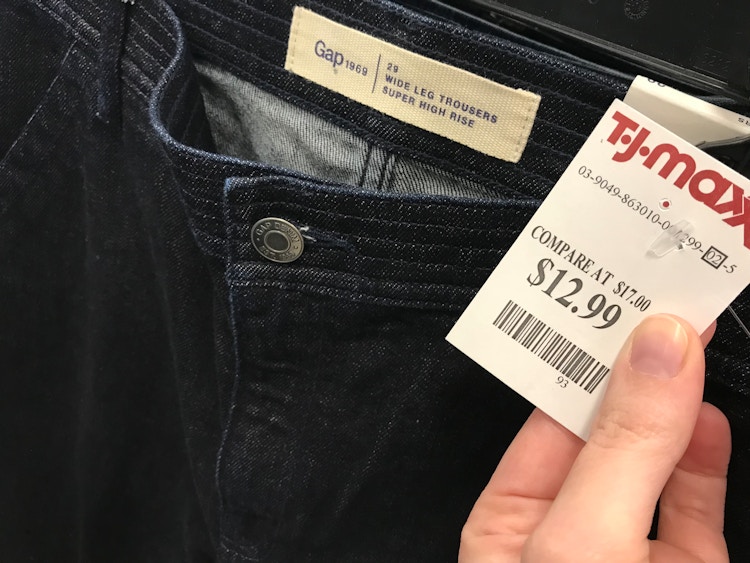 Gap 1969
29
WIDE LEG TROUSERS
SUPER HIGH RISE
T·J·maxx
COMPARE AT $17.00
$12.99
93